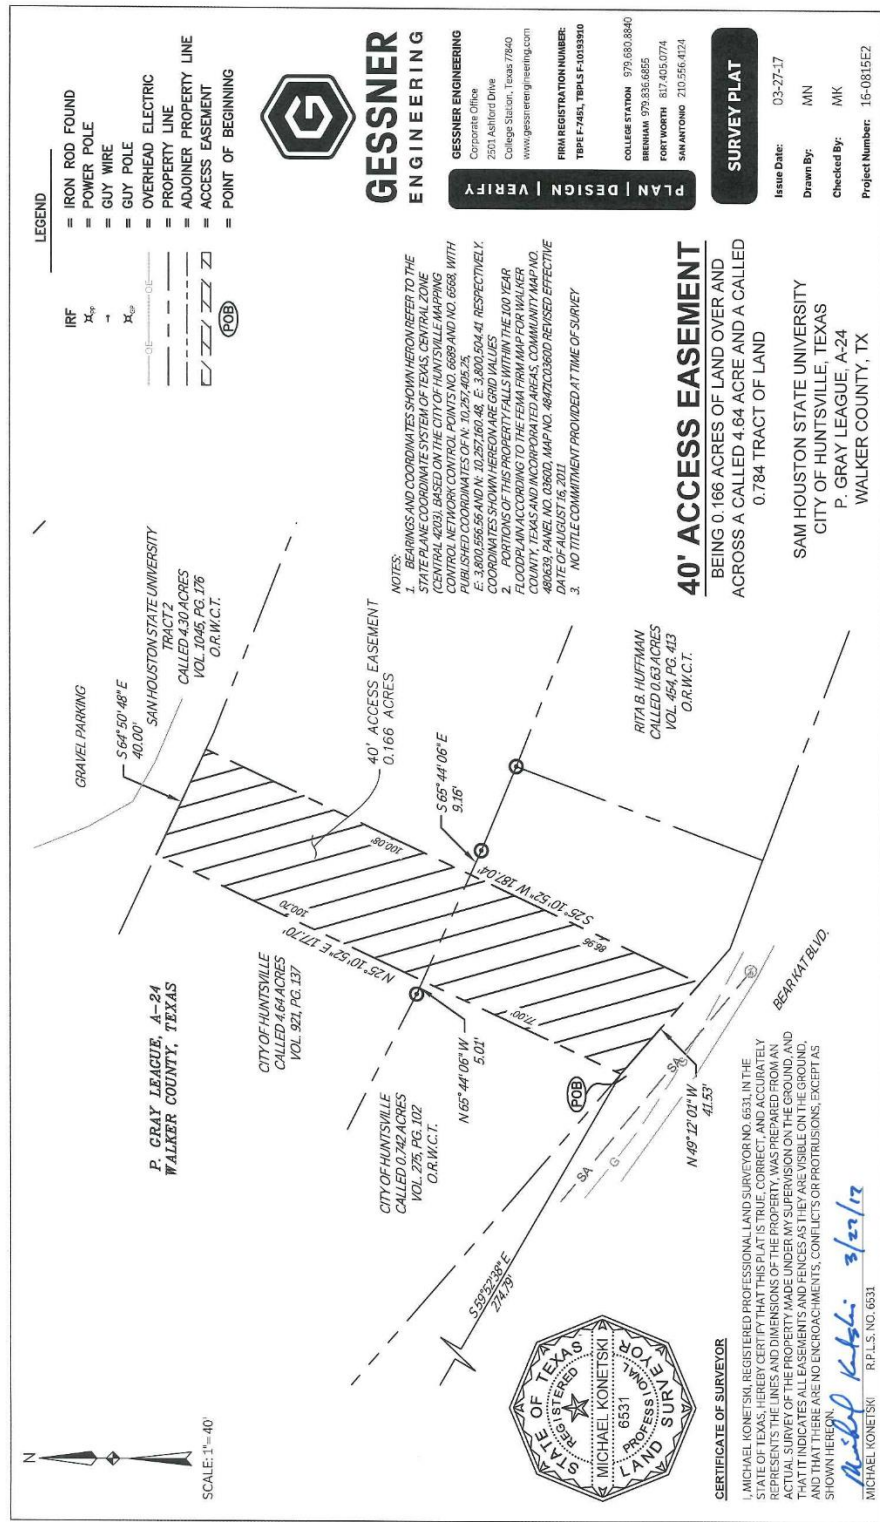 N
SCALE: 1"=40'
P. GRAY LEAGUE, A-24
WALKER COUNTY, TEXAS
GRAVEL PARKING
S 64° 50' 48" E
40.00'
SAN HOUSTON STATE UNIVERSITY
TRACT 2
CALLED 4.30 ACRES
VOL. 1045, PG. 176
O.R.W.C.T.
CITY OF HUNTSVILLE
CALLED 4.64 ACRES
VOL. 921, PG. 137
N 25° 10' 52" E 177.70'
100.70
100.08'
40' ACCESS EASEMENT
0.166 ACRES
CITY OF HUNTSVILLE
CALLED 0.742 ACRES
VOL. 275, PG. 102
O.R.W.C.T.
N 65° 44' 06" W
5.01'
S 65° 44' 06" E
9.16'
S 25° 10' 52" W 187.04'
77.00'
86.96
RITA B. HUFFMAN
CALLED 0.63 ACRES
VOL. 454, PG. 413
O.R.W.C.T.
POB
S 59°52'38" E
274.79'
SA
G
SA
N 49° 12' 01" W
41.53'
BEARKAT BLVD.
STATE OF TEXAS
REGISTERED
MICHAEL KONETSKI
6531
PROFESSIONAL
LAND SURVEYOR
CERTIFICATE OF SURVEYOR
I, MICHAEL KONETSKI, REGISTERED PROFESSIONAL LAND SURVEYOR NO. 6531, IN THE
STATE OF TEXAS, HEREBY CERTIFY THAT THIS PLAT IS TRUE, CORRECT, AND ACCURATELY
REPRESENTS THE LINES AND DIMENSIONS OF THE PROPERTY, WAS PREPARED FROM AN
ACTUAL SURVEY OF THE PROPERTY MADE UNDER MY SUPERVISION ON THE GROUND, AND
THAT IT INDICATES ALL EASEMENTS AND FENCES AS THEY ARE VISIBLE ON THE GROUND,
AND THAT THERE ARE NO ENCROACHMENTS, CONFLICTS OR PROTRUSIONS, EXCEPT AS
SHOWN HEREON.
MICHAEL KONETSKI R.P.L.S. NO. 6531
LEGEND
IRF = IRON ROD FOUND
PP = POWER POLE
= GUY WIRE
GP = GUY POLE
OE OE = OVERHEAD ELECTRIC
= PROPERTY LINE
= ADJOINER PROPERTY LINE
= ACCESS EASEMENT
POB = POINT OF BEGINNING
NOTES:
1. BEARINGS AND COORDINATES SHOWN HERON REFER TO THE
STATE PLANE COORDINATE SYSTEM OF TEXAS, CENTRAL ZONE
(CENTRAL 4203), BASED ON THE CITY OF HUNTSVILLE MAPPING
CONTROL NETWORK CONTROL POINTS NO. 6689 AND NO. 6568, WITH
PUBLISHED COORDINATES OF N: 10,257,405.25,
E: 3,800,556.56 AND N: 10,257,160.48, E: 3,800,504.41 RESPECTIVELY.
COORDINATES SHOWN HEREON ARE GRID VALUES
2. PORTIONS OF THIS PROPERTY FALLS WITHIN THE 100 YEAR
FLOODPLAIN ACCORDING TO THE FEMA FIRM MAP FOR WALKER
COUNTY, TEXAS AND INCORPORATED AREAS, COMMUNITY MAP NO.
480639, PANEL NO. 0360D, MAP NO. 48471C0360D REVISED EFFECTIVE
DATE OF AUGUST 16, 2011
3. NO TITLE COMMITMENT PROVIDED AT TIME OF SURVEY
40' ACCESS EASEMENT
BEING 0.166 ACRES OF LAND OVER AND
ACROSS A CALLED 4.64 ACRE AND A CALLED
0.784 TRACT OF LAND
SAM HOUSTON STATE UNIVERSITY
CITY OF HUNTSVILLE, TEXAS
P. GRAY LEAGUE, A-24
WALKER COUNTY, TX
G
GESSNER
ENGINEERING
PLAN | DESIGN | VERIFY
GESSNER ENGINEERING
Corporate Office
2501 Ashford Drive
College Station, Texas 77840
www.gessnerengineering.com
FIRM REGISTRATION NUMBER:
TBPE F-7451, TBPLS F-10193910
COLLEGE STATION 979.680.8840
BRENHAM 979.836.6855
FORT WORTH 817.405.0774
SAN ANTONIO 210.556.4124
SURVEY PLAT
Issue Date: 03-27-17
Drawn By: MN
Checked By: MK
Project Number: 16-0815E2